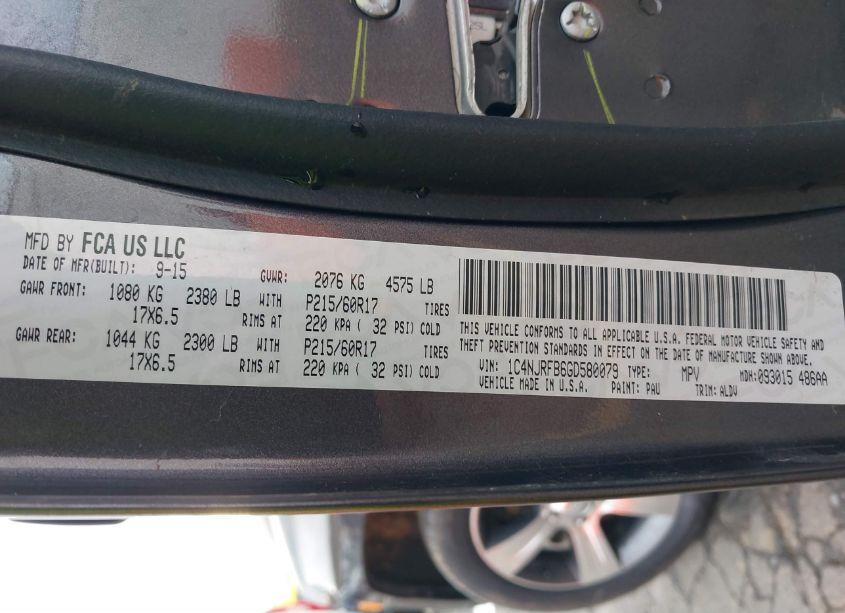 MFD BY FCA US LLC
DATE OF MFR(BUILT): 9-15 GVWR: 2076 KG 4575 LB
GAWR FRONT: 1080 KG 2380 LB WITH P215/60R17 TIRES
17X6.5 RIMS AT 220 KPA ( 32 PSI) COLD
GAWR REAR: 1044 KG 2300 LB WITH P215/60R17 TIRES
17X6.5 RIMS AT 220 KPA ( 32 PSI) COLD
THIS VEHICLE CONFORMS TO ALL APPLICABLE U.S.A. FEDERAL MOTOR VEHICLE SAFETY AND
THEFT PREVENTION STANDARDS IN EFFECT ON THE DATE OF MANUFACTURE SHOWN ABOVE.
VIN: 1C4NJRFB6GD580079 TYPE: MPV MDH:093015 486AA
VEHICLE MADE IN U.S.A. PAINT: PAU TRIM: ALDV